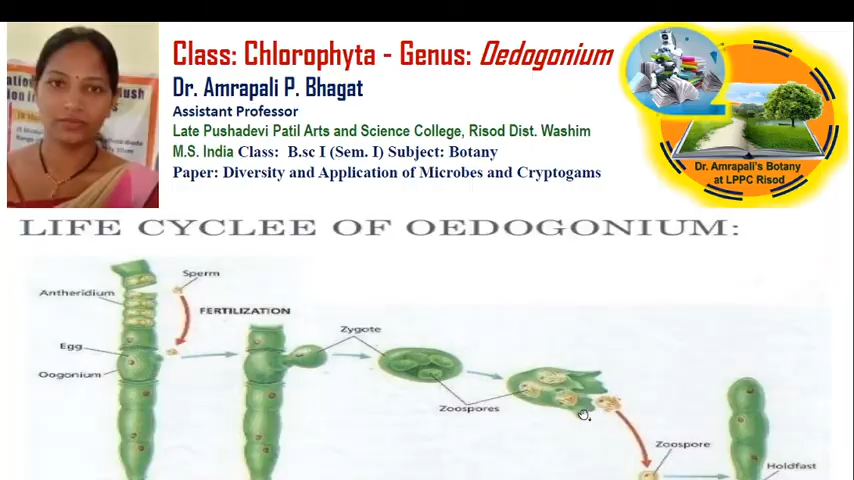 Class: Chlorophyta - Genus: Oedogonium
Dr. Amrapali P. Bhagat
Assistant Professor
Late Pushadevi Patil Arts and Science College, Risod Dist. Washim
M.S. India Class: B.sc I (Sem. I) Subject: Botany
Paper: Diversity and Application of Microbes and Cryptogams
Dr. Amrapali's Botany
at LPPC Risod
LIFE CYCLEE OF OEDOGONIUM:
Sperm
Antheridium
FERTILIZATION
Egg
Oogonium
Zygote
Zoospores
Zoospore
Holdfast